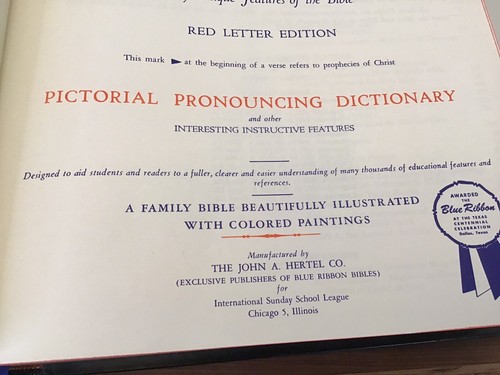 Features of the Bible
RED LETTER EDITION
This mark ► at the beginning of a verse refers to prophecies of Christ
PICTORIAL PRONOUNCING DICTIONARY
and other
INTERESTING INSTRUCTIVE FEATURES
Designed to aid students and readers to a fuller, clearer and easier understanding of many thousands of educational features and
references.
A FAMILY BIBLE BEAUTIFULLY ILLUSTRATED
WITH COLORED PAINTINGS
Manufactured by
THE JOHN A. HERTEL CO.
(EXCLUSIVE PUBLISHERS OF BLUE RIBBON BIBLES)
for
International Sunday School League
Chicago 5, Illinois
AWARDED
THE
Blue Ribbon
AT THE TEXAS
CENTENNIAL
CELEBRATION
Dallas, Texas